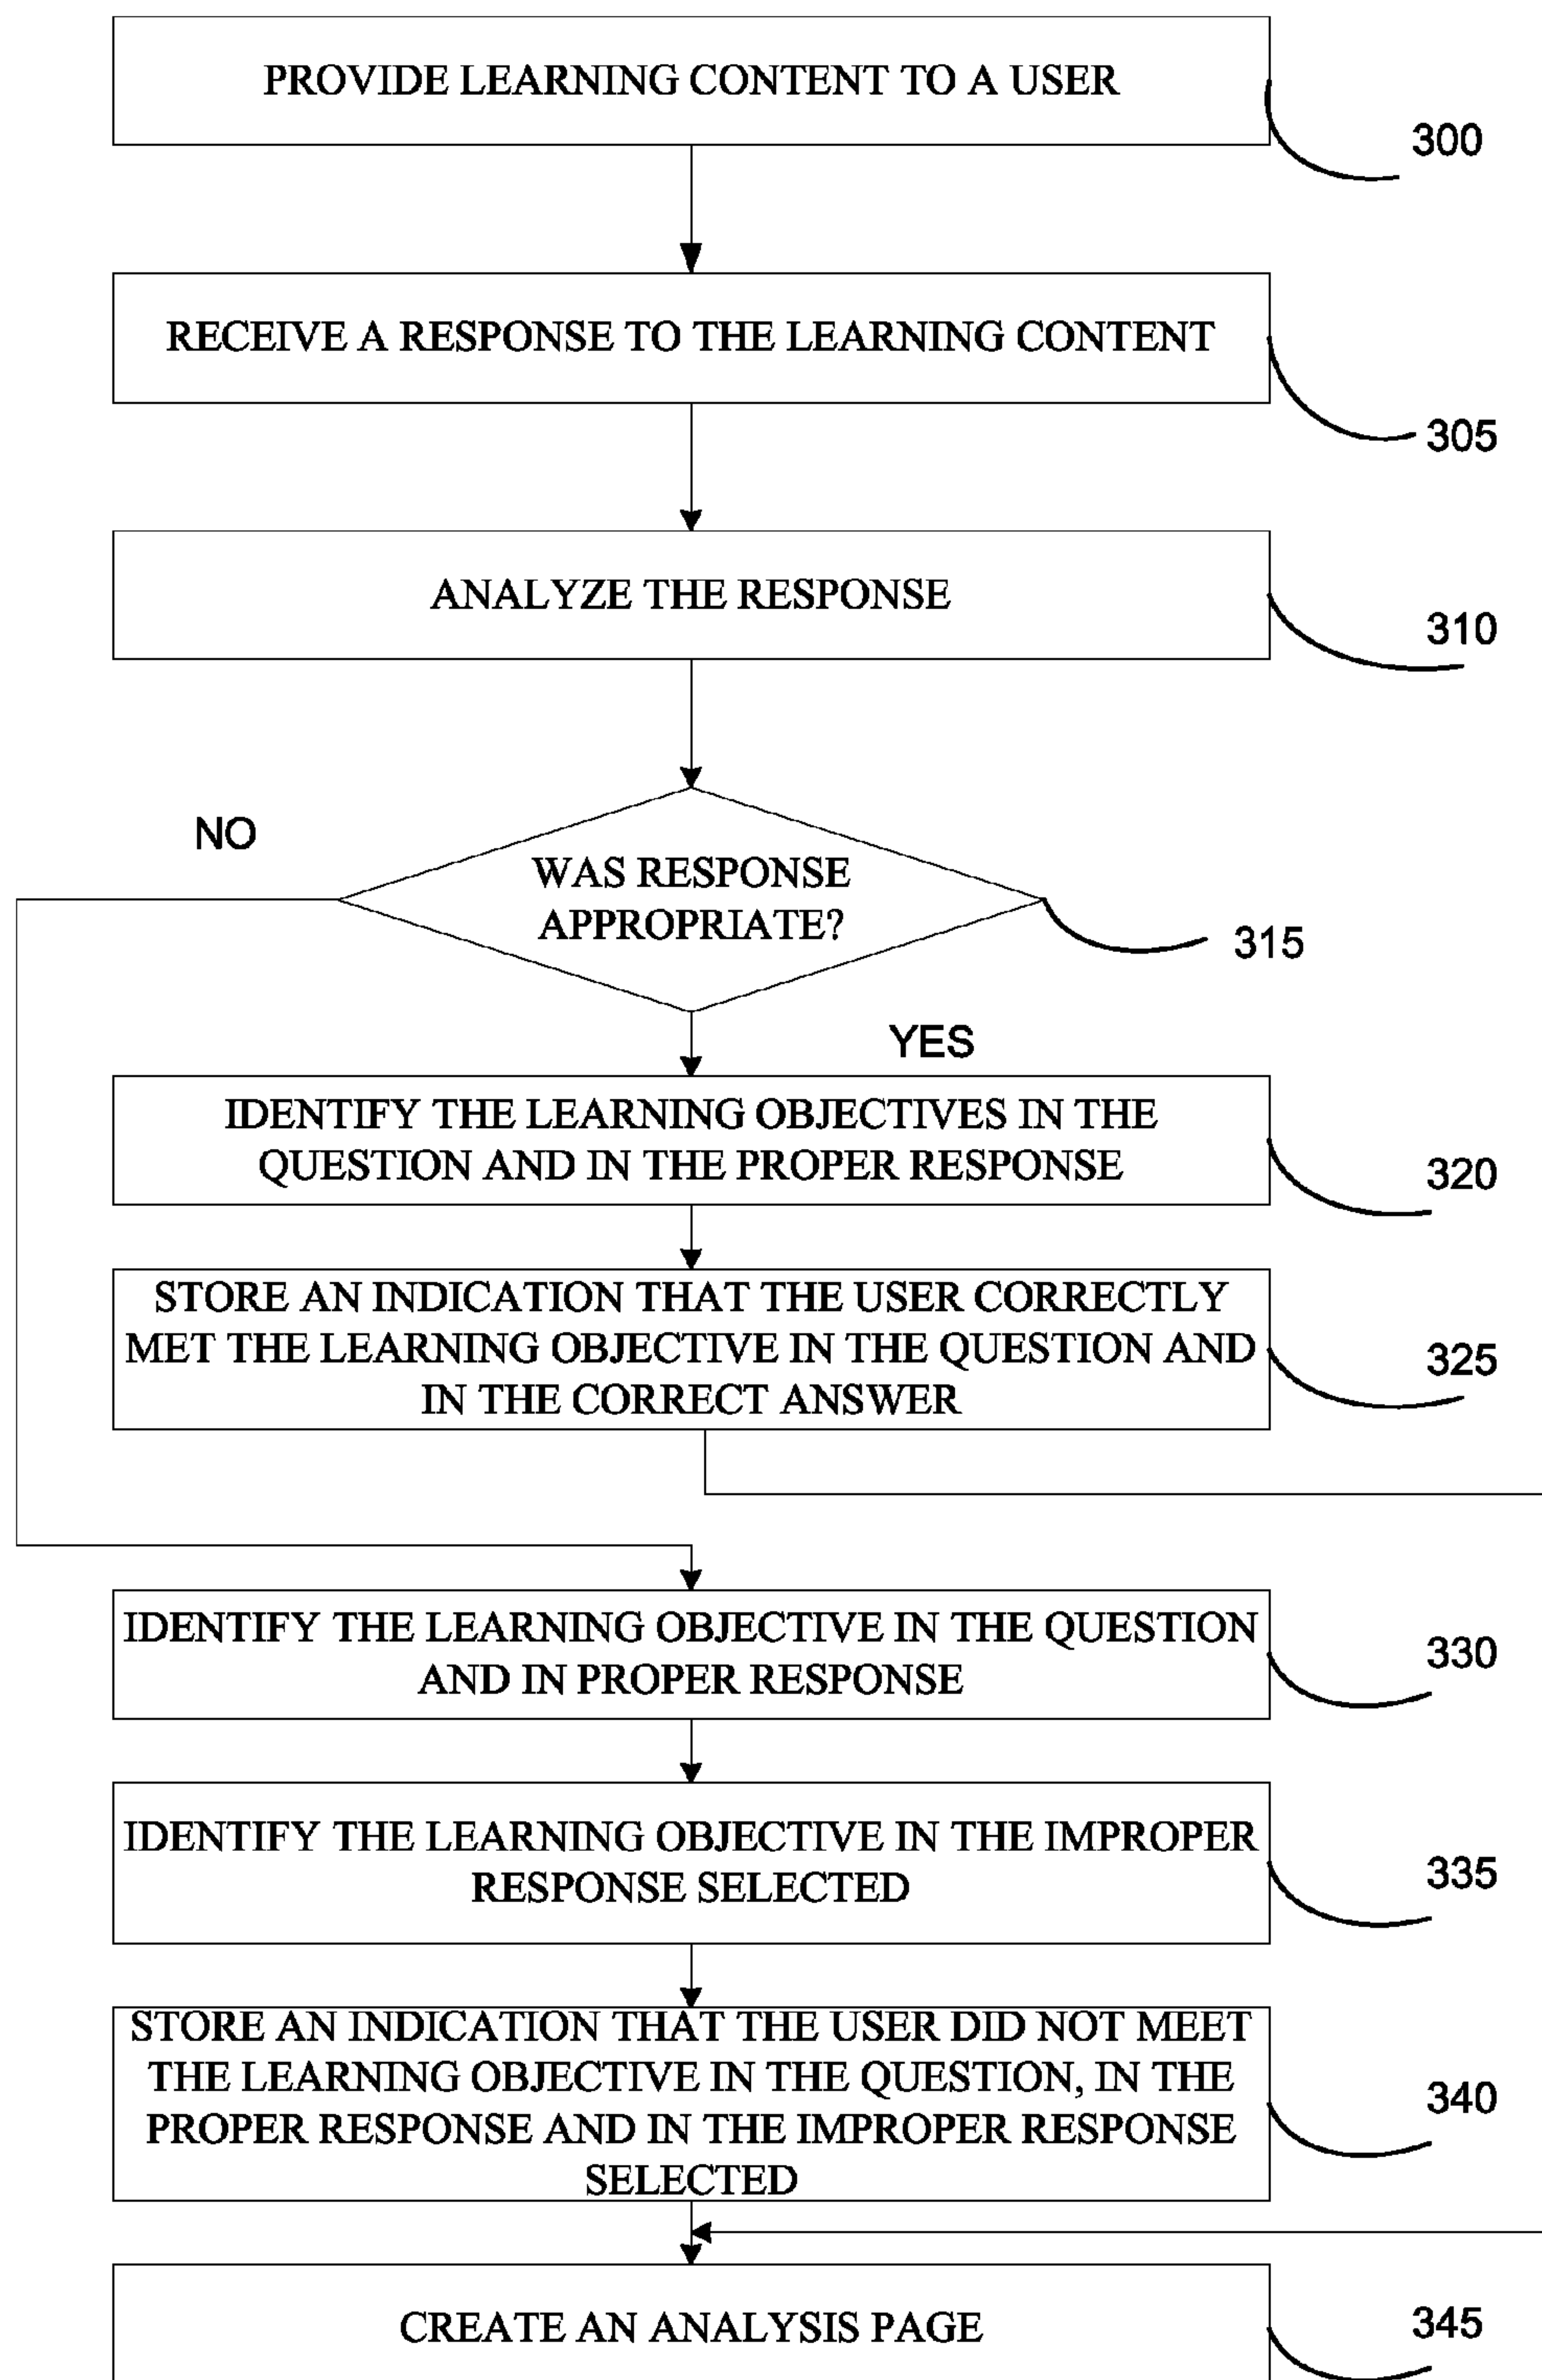 PROVIDE LEARNING CONTENT TO A USER
300
RECEIVE A RESPONSE TO THE LEARNING CONTENT
305
ANALYZE THE RESPONSE
310
NO
WAS RESPONSE
APPROPRIATE?
315
YES
IDENTIFY THE LEARNING OBJECTIVES IN THE
QUESTION AND IN THE PROPER RESPONSE
320
STORE AN INDICATION THAT THE USER CORRECTLY
MET THE LEARNING OBJECTIVE IN THE QUESTION AND
IN THE CORRECT ANSWER
325
IDENTIFY THE LEARNING OBJECTIVE IN THE QUESTION
AND IN PROPER RESPONSE
330
IDENTIFY THE LEARNING OBJECTIVE IN THE IMPROPER
RESPONSE SELECTED
335
STORE AN INDICATION THAT THE USER DID NOT MEET
THE LEARNING OBJECTIVE IN THE QUESTION, IN THE
PROPER RESPONSE AND IN THE IMPROPER RESPONSE
SELECTED
340
CREATE AN ANALYSIS PAGE
345